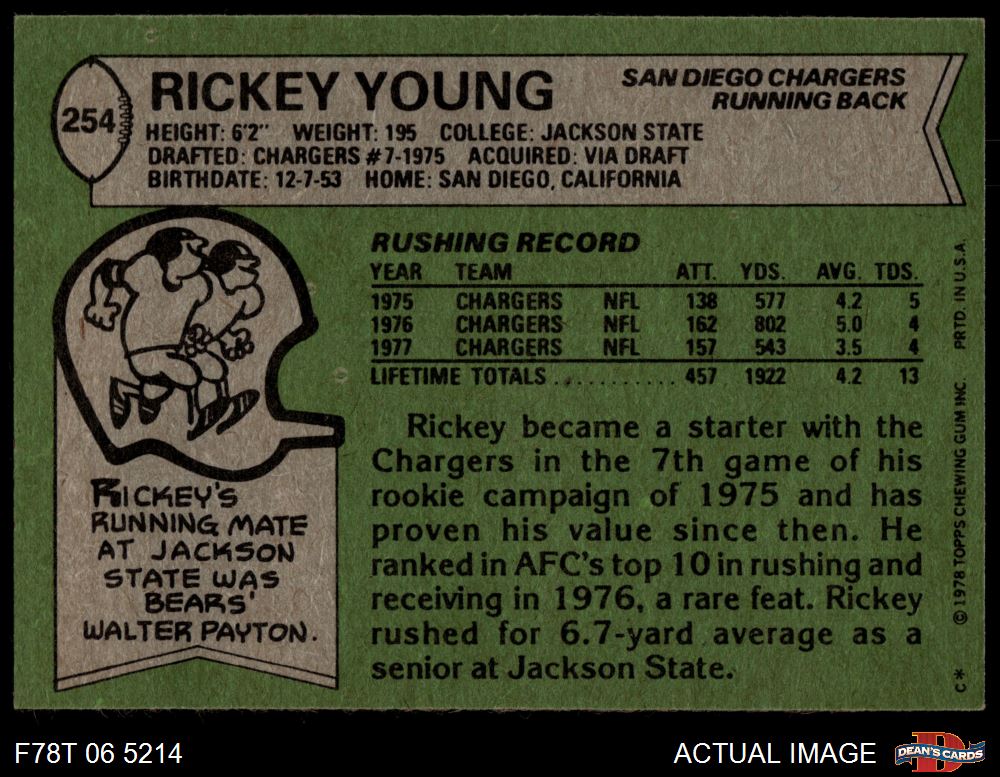 254
RICKEY YOUNG
SAN DIEGO CHARGERS
RUNNING BACK
HEIGHT: 6'2" WEIGHT: 195 COLLEGE: JACKSON STATE
DRAFTED: CHARGERS #7-1975 ACQUIRED: VIA DRAFT
BIRTHDATE: 12-7-53 HOME: SAN DIEGO, CALIFORNIA
RUSHING RECORD
YEAR TEAM ATT. YDS. AVG. TDS.
1975 CHARGERS NFL 138 577 4.2 5
1976 CHARGERS NFL 162 802 5.0 4
1977 CHARGERS NFL 157 543 3.5 4
LIFETIME TOTALS ........... 457 1922 4.2 13
Rickey became a starter with the
Chargers in the 7th game of his
rookie campaign of 1975 and has
proven his value since then. He
ranked in AFC's top 10 in rushing and
receiving in 1976, a rare feat. Rickey
rushed for 6.7-yard average as a
senior at Jackson State.
RICKEY'S
RUNNING MATE
AT JACKSON
STATE WAS
BEARS'
WALTER PAYTON.
C* © 1978 TOPPS CHEWING GUM INC. PRTD. IN U.S.A.
F78T 06 5214
ACTUAL IMAGE
D
DEAN'S CARDS